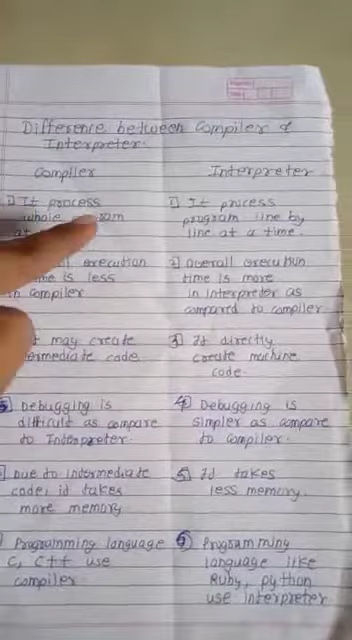 Difference between Compiler &
Interpreter.
Compiler
1) It process
whole
at
execution
time is less
in compiler
may create
code.
Debugging is
difficult as compare
to Interpreter.
Due to intermediate
code, it takes
more memory
Programming language
C, C++ use
compiler
Interpreter
1) It process
program line by
line at a time.
2) Overall execution
time is more
in interpreter as
compared to compiler
3) It directly
create machine
code.
4) Debugging is
simpler as compare
to compiler.
5) It takes
less memory.
6) Programming
language like
Ruby, python
use interpreter